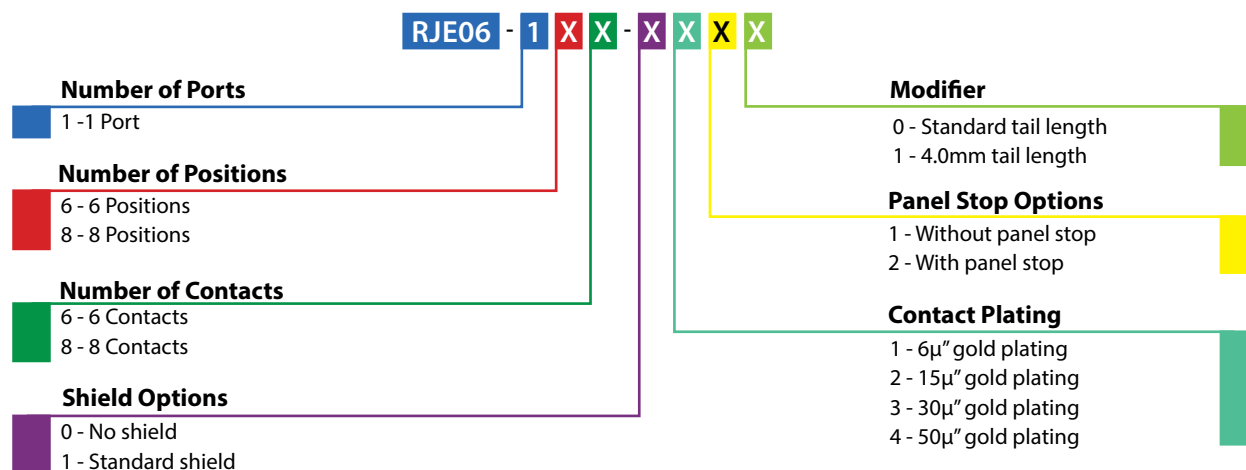 RJE06 - 1 X X - X X X X
Number of Ports
1 -1 Port
Number of Positions
6 - 6 Positions
8 - 8 Positions
Number of Contacts
6 - 6 Contacts
8 - 8 Contacts
Shield Options
0 - No shield
1 - Standard shield
Modifier
0 - Standard tail length
1 - 4.0mm tail length
Panel Stop Options
1 - Without panel stop
2 - With panel stop
Contact Plating
1 - 6µ” gold plating
2 - 15µ” gold plating
3 - 30µ” gold plating
4 - 50µ” gold plating